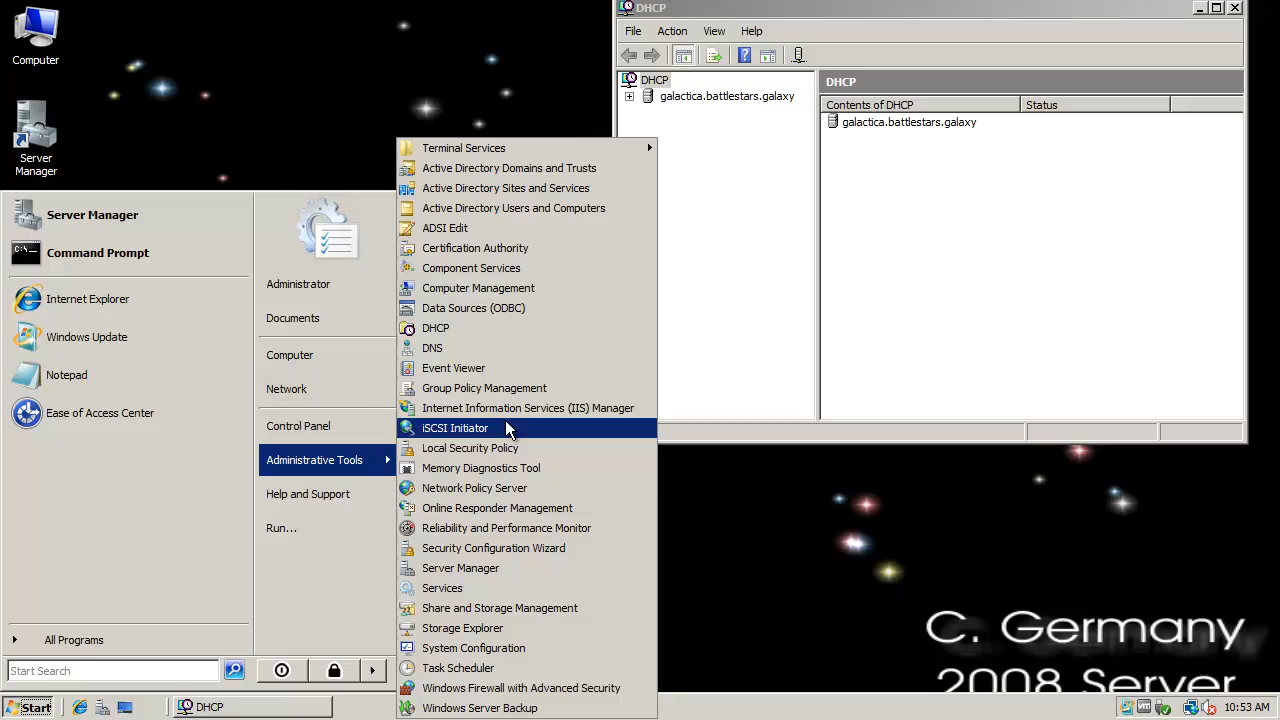 Computer
Server
Manager
DHCP
File Action View Help
DHCP
galactica.battlestars.galaxy
DHCP
Contents of DHCP Status
galactica.battlestars.galaxy
Server Manager
Command Prompt
Internet Explorer
Windows Update
Notepad
Ease of Access Center
All Programs
Start Search
Administrator
Documents
Computer
Network
Control Panel
Administrative Tools
Help and Support
Run...
Terminal Services
Active Directory Domains and Trusts
Active Directory Sites and Services
Active Directory Users and Computers
ADSI Edit
Certification Authority
Component Services
Computer Management
Data Sources (ODBC)
DHCP
DNS
Event Viewer
Group Policy Management
Internet Information Services (IIS) Manager
iSCSI Initiator
Local Security Policy
Memory Diagnostics Tool
Network Policy Server
Online Responder Management
Reliability and Performance Monitor
Security Configuration Wizard
Server Manager
Services
Share and Storage Management
Storage Explorer
System Configuration
Task Scheduler
Windows Firewall with Advanced Security
Windows Server Backup
C. Germany
2008 Server
Start DHCP 10:53 AM